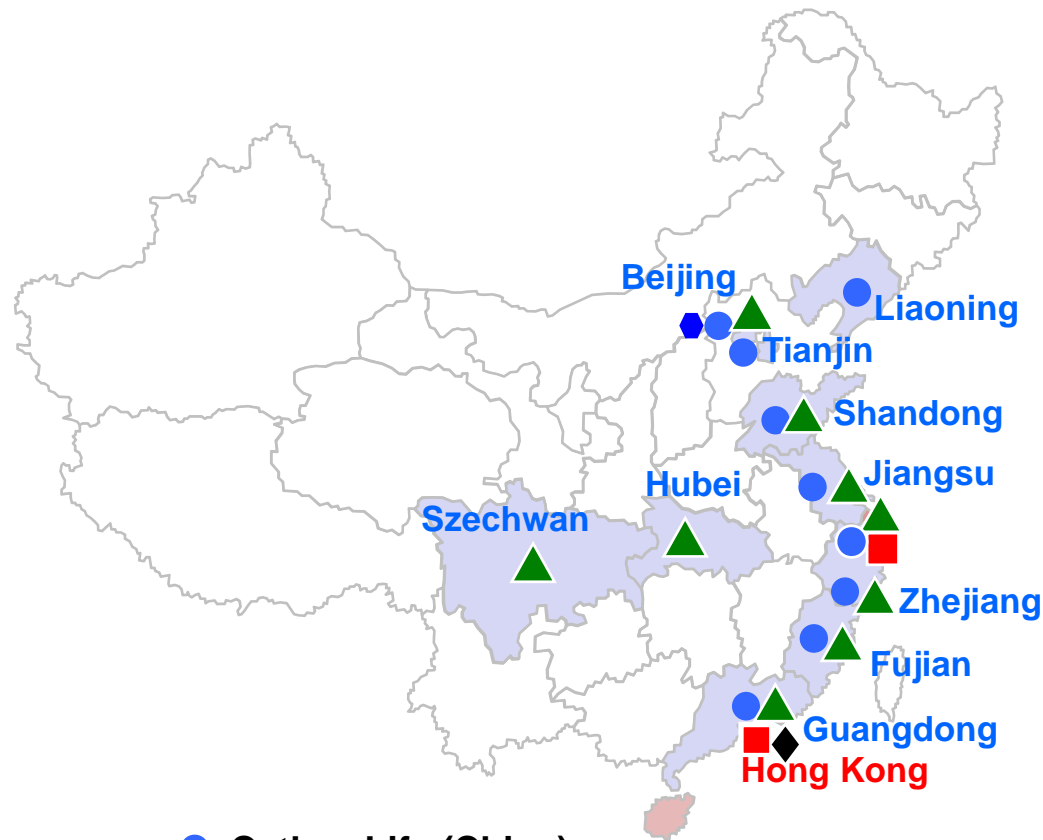 Beijing
Liaoning
Tianjin
Shandong
Jiangsu
Hubei
Szechwan
Zhejiang
Fujian
Guangdong
Hong Kong